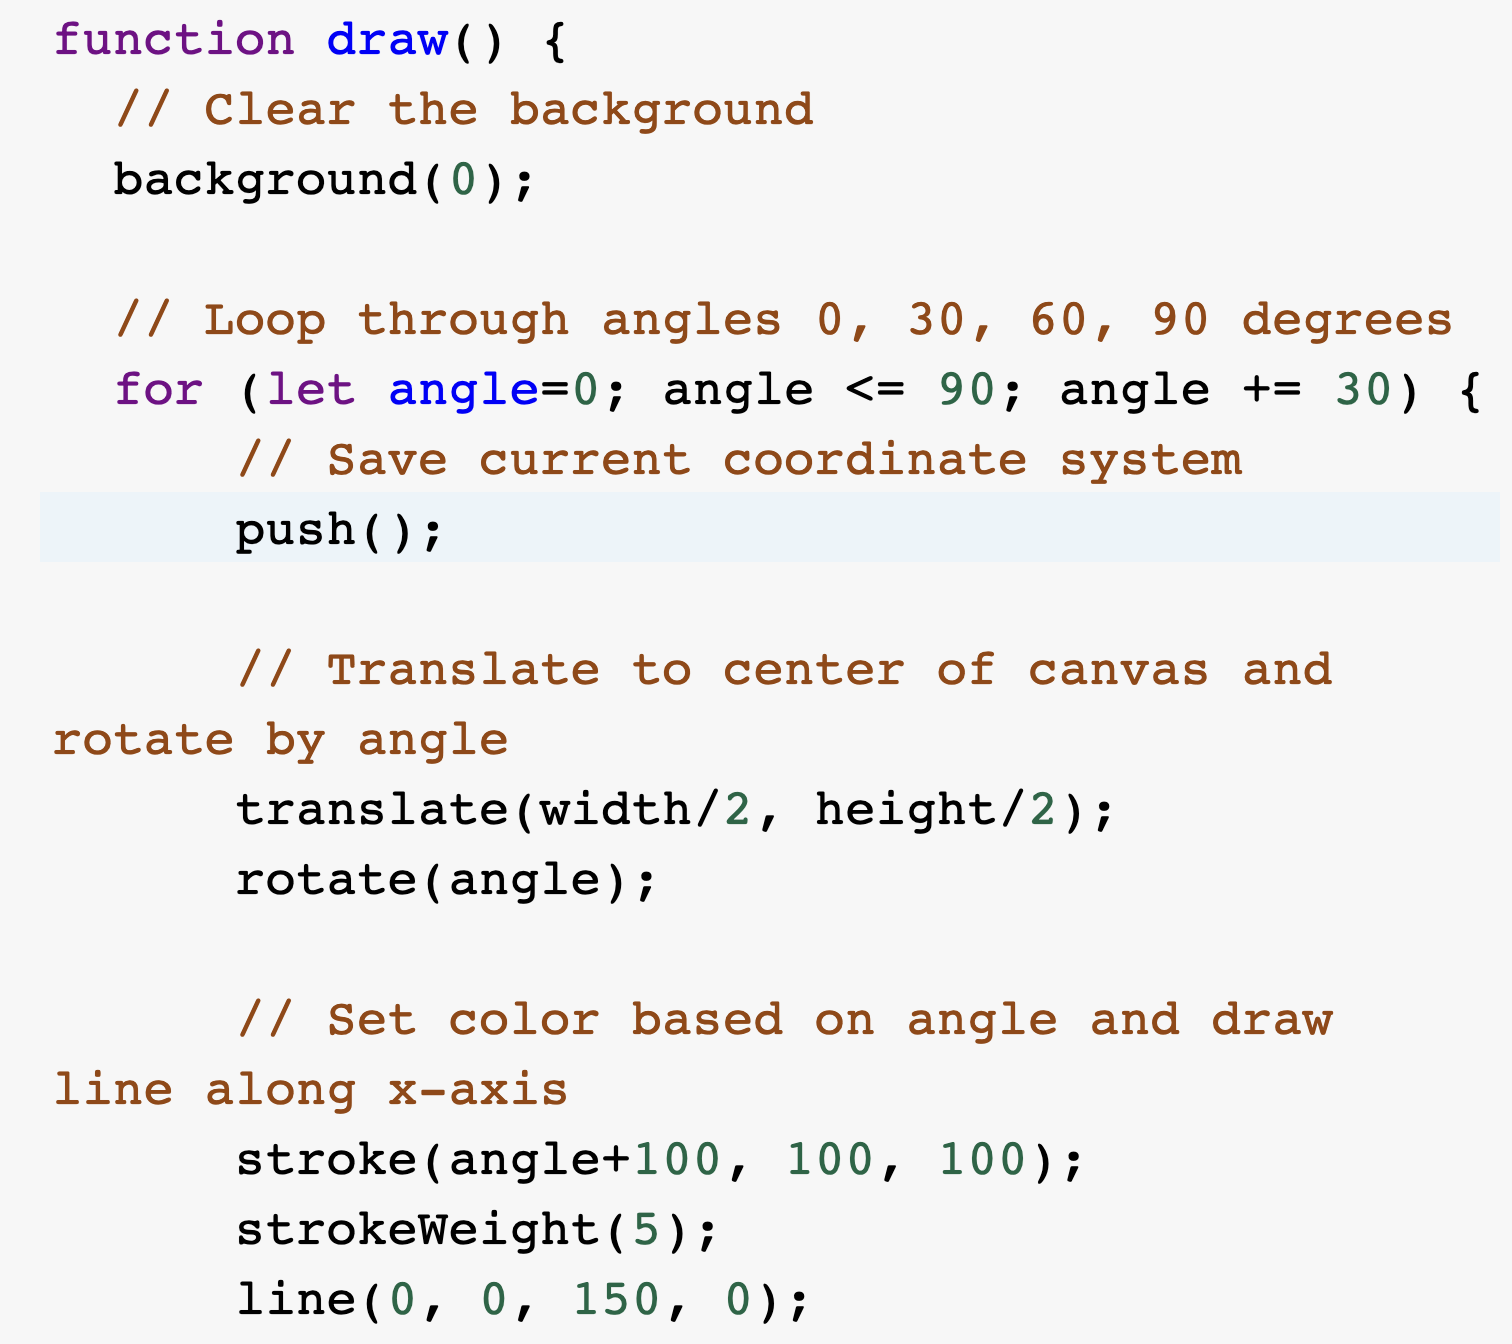 function draw() {
// Clear the background
background(0);
// Loop through angles 0, 30, 60, 90 degrees
for (let angle=0; angle <= 90; angle += 30) {
// Save current coordinate system
push();
// Translate to center of canvas and
rotate by angle
translate(width/2, height/2);
rotate(angle);
// Set color based on angle and draw
line along x-axis
stroke(angle+100, 100, 100);
strokeWeight(5);
line(0, 0, 150, 0);